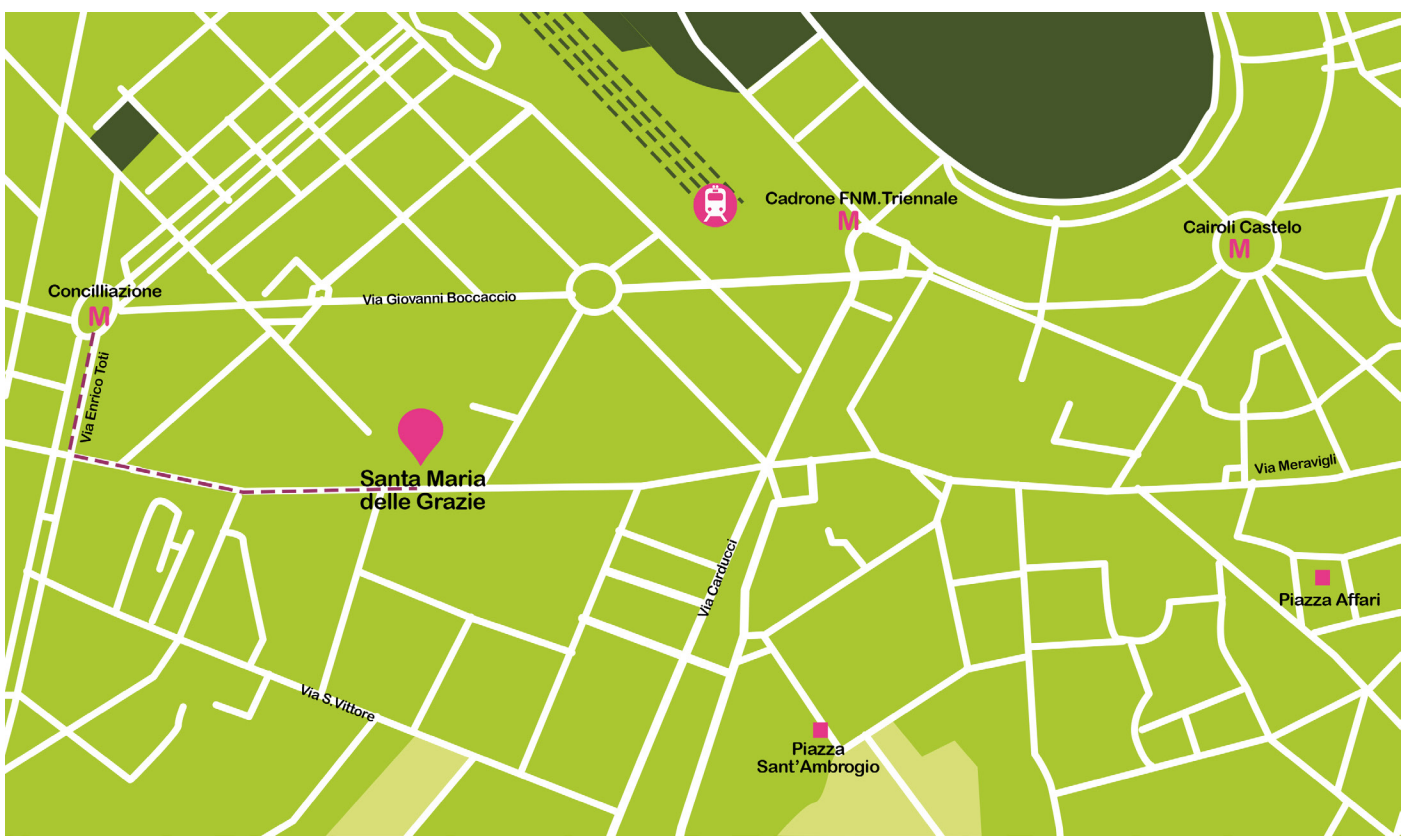 Cadrone FNM.Triennale
M
Cairoli Castelo
M
Concilliazione
M
Via Giovanni Boccaccio
Via Enrico Toti
Santa Maria
delle Grazie
Via Meravigli
Via Carducci
Piazza Affari
Via S.Vittore
Piazza
Sant'Ambrogio